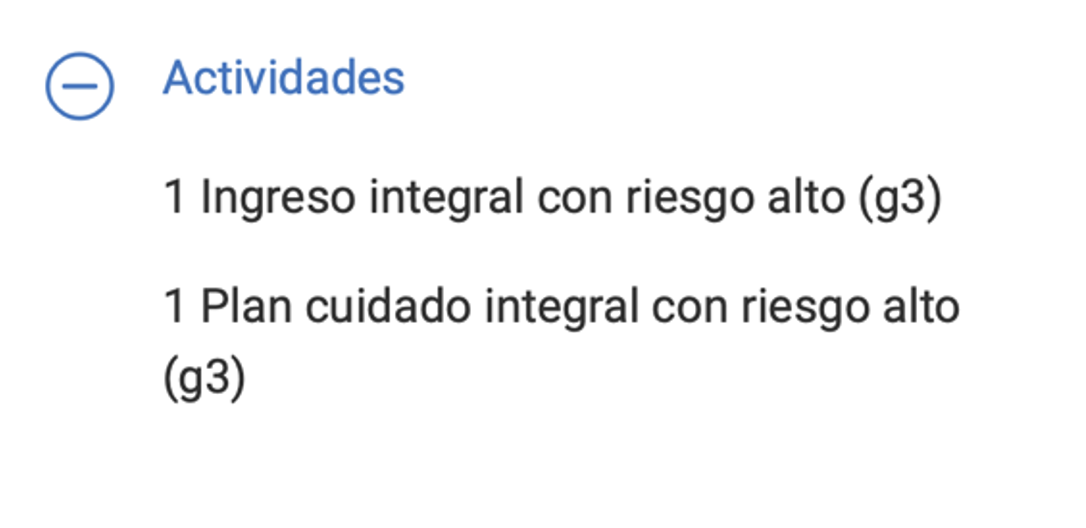 Actividades
1 Ingreso integral con riesgo alto (g3)
1 Plan cuidado integral con riesgo alto
(g3)